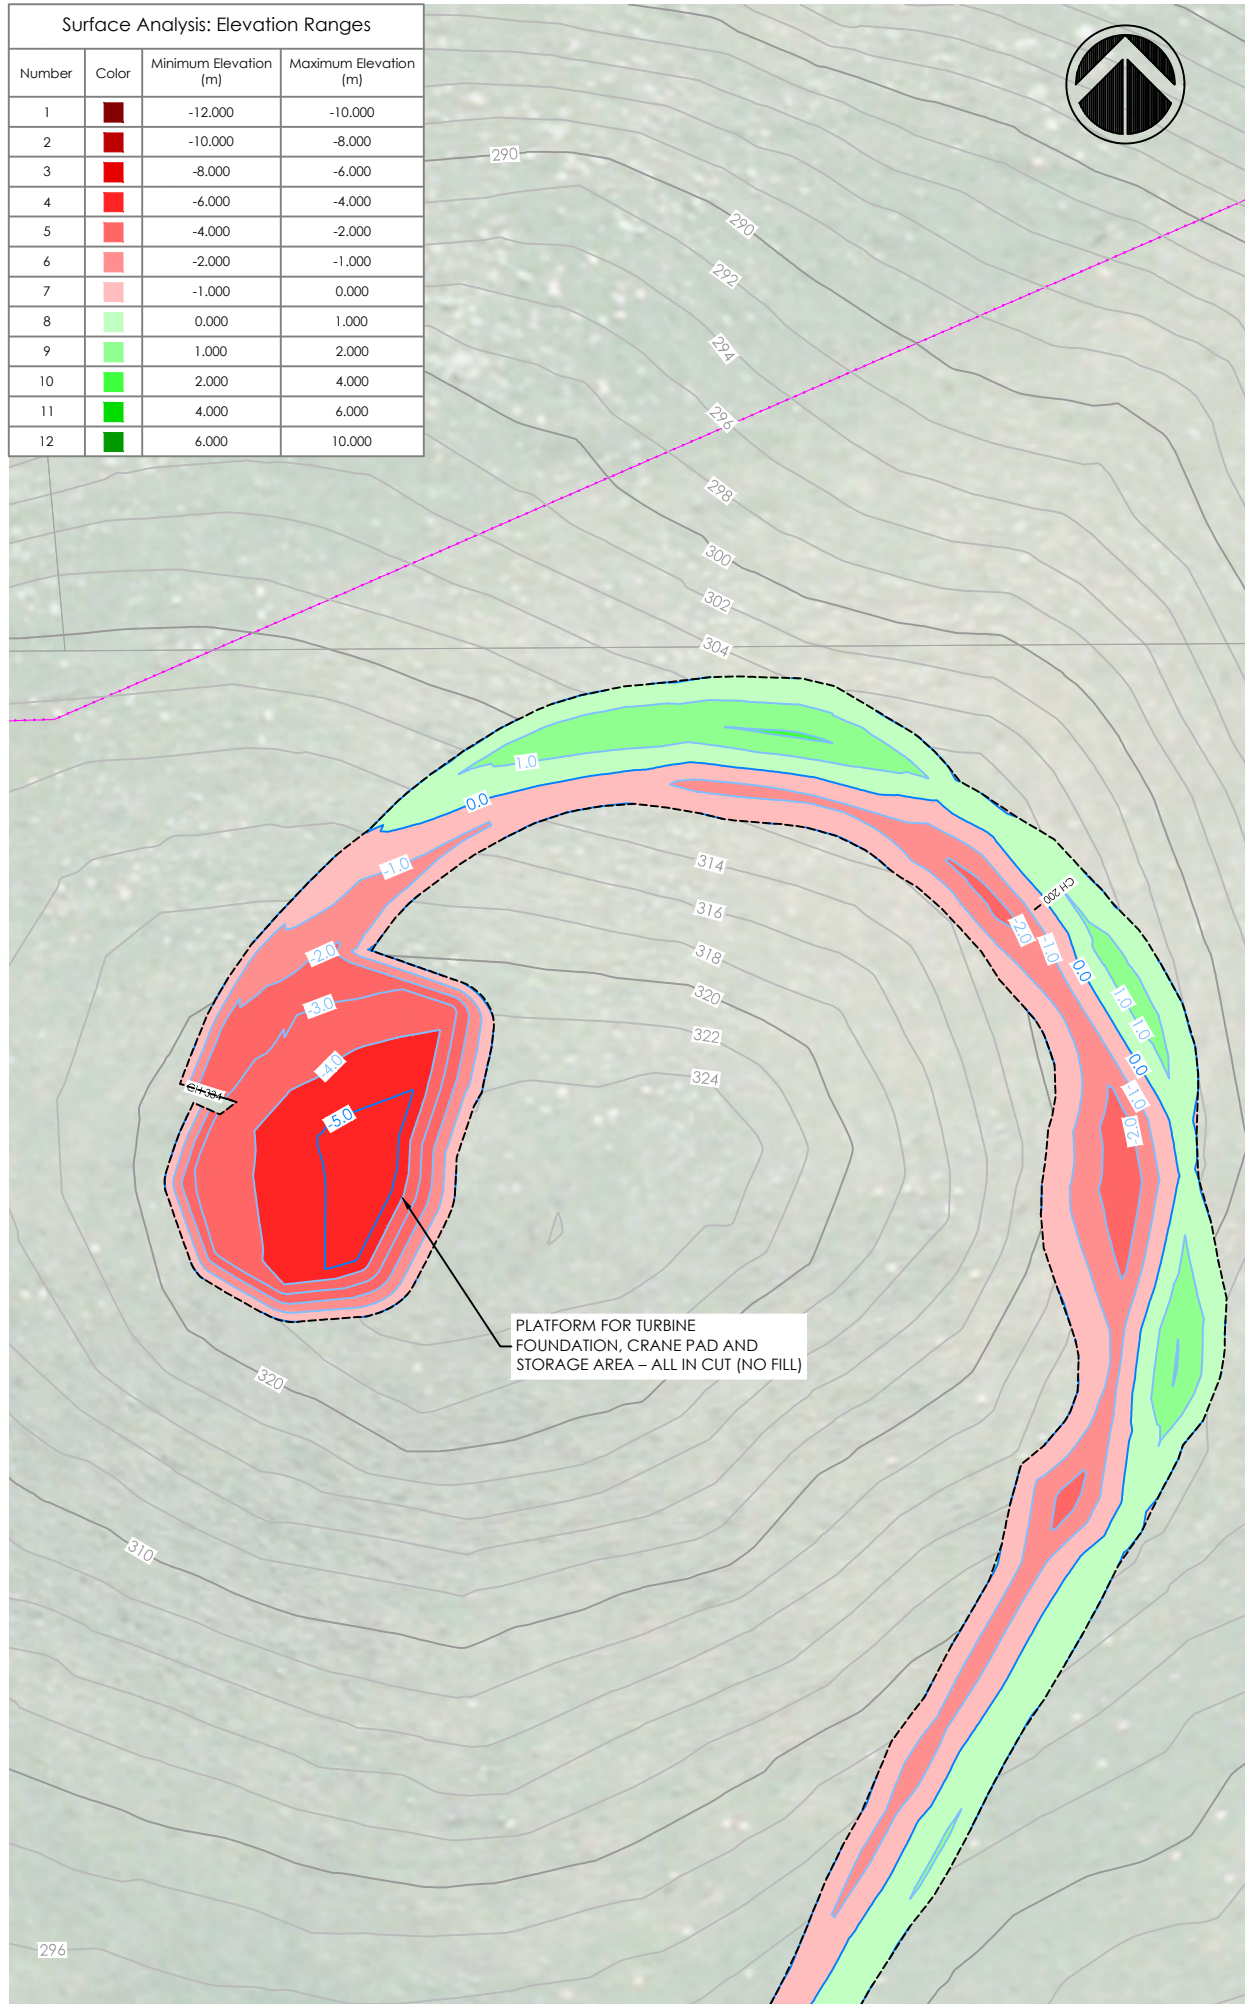 Surface Analysis: Elevation Ranges
Number Color Minimum Elevation (m) Maximum Elevation (m)
1 -12.000 -10.000
2 -10.000 -8.000
3 -8.000 -6.000
4 -6.000 -4.000
5 -4.000 -2.000
6 -2.000 -1.000
7 -1.000 0.000
8 0.000 1.000
9 1.000 2.000
10 2.000 4.000
11 4.000 6.000
12 6.000 10.000
290
290
292
294
296
298
300
302
304
1.0
0.0
-1.0
314
316
318
320
322
324
CH 200
-2.0
-1.0
0.0
1.0
1.0
0.0
-1.0
-2.0
-2.0
-3.0
-4.0
CH 334
-5.0
PLATFORM FOR TURBINE
FOUNDATION, CRANE PAD AND
STORAGE AREA – ALL IN CUT (NO FILL)
320
310
296